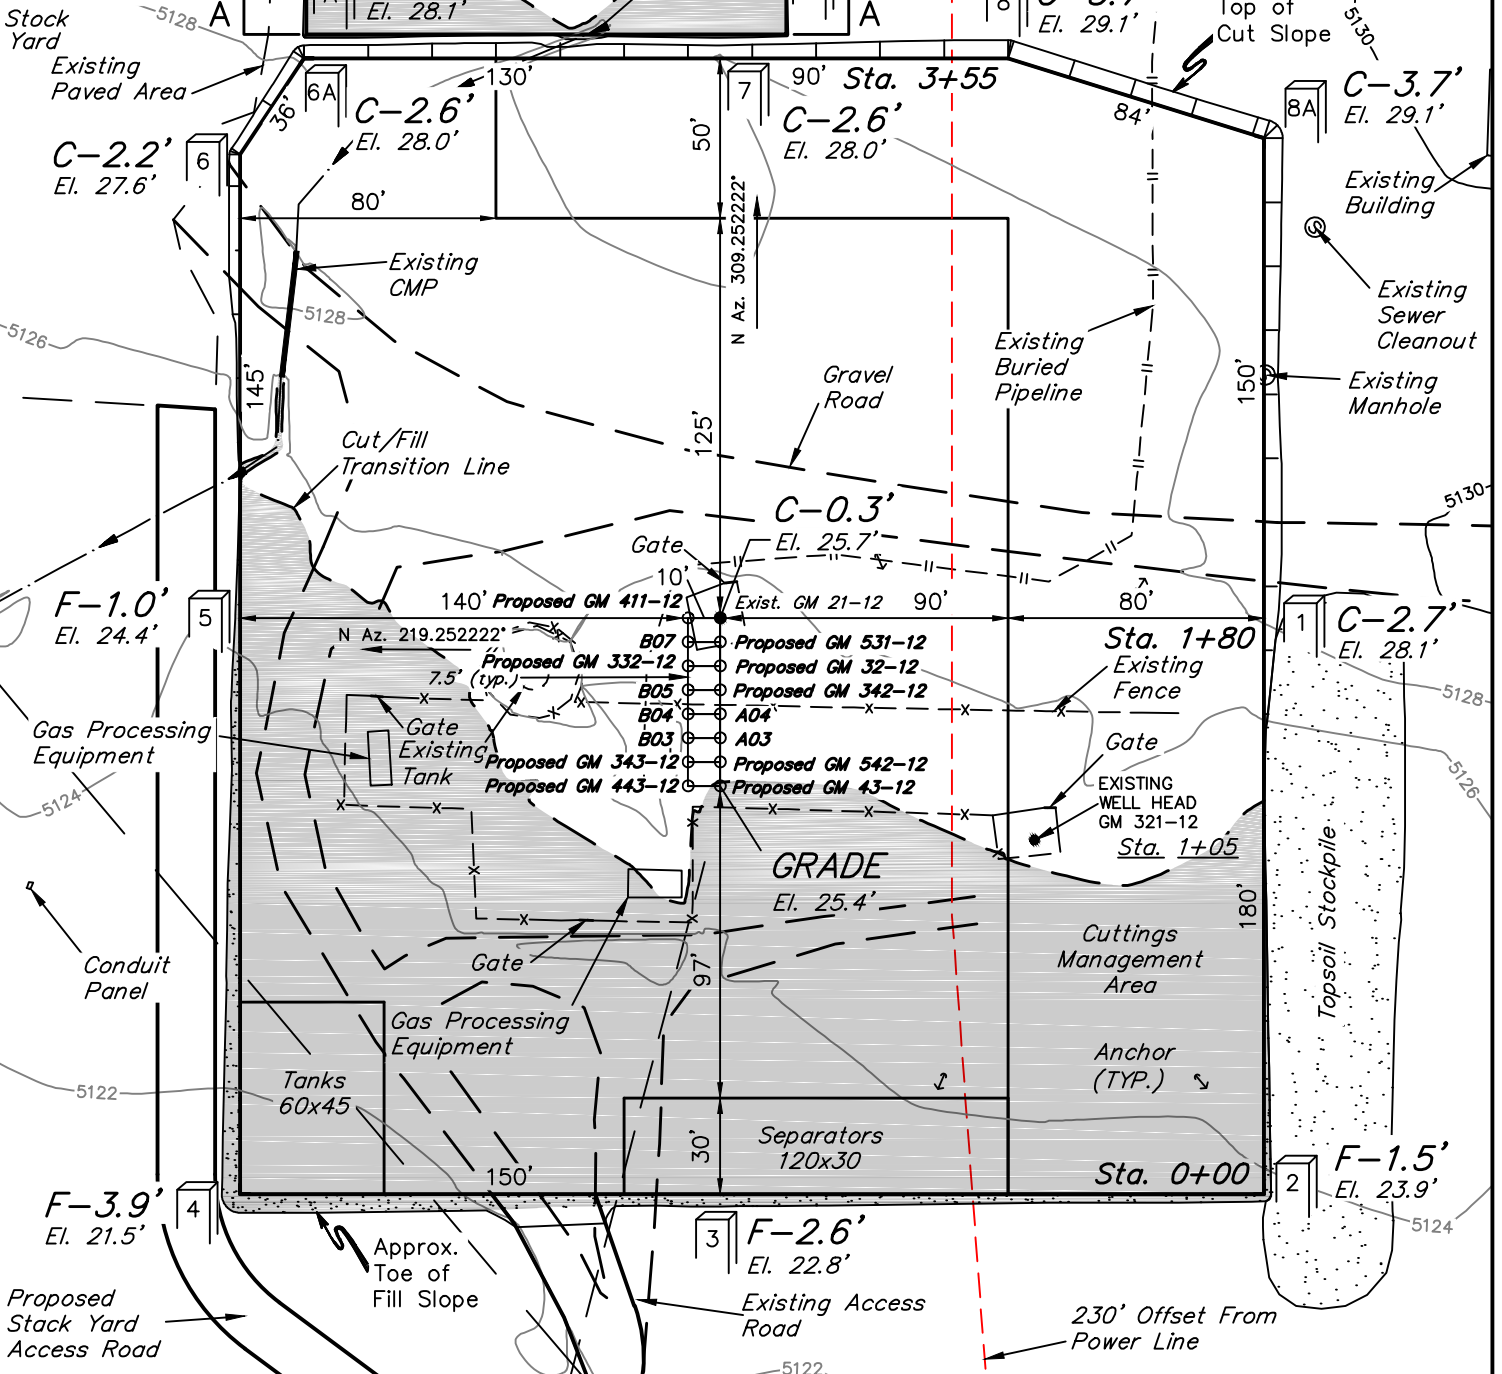 Stock
Yard
5128
A
El. 28.1'
A
El. 29.1'
Top of
Cut Slope
5130
Existing
Paved Area
36'
6A
130'
C-2.6'
El. 28.0'
7
90'
Sta. 3+55
C-2.6'
El. 28.0'
50'
84'
8A
C-3.7'
El. 29.1'
C-2.2'
El. 27.6'
6
80'
N Az. 309.252222°
Existing
Building
Existing
CMP
5128
5126
Existing
Sewer
Cleanout
Existing
Buried
Pipeline
Gravel
Road
145'
125'
150'
Existing
Manhole
Cut/Fill
Transition Line
C-0.3'
El. 25.7'
5130
Gate
10'
F-1.0'
El. 24.4'
5
140'
Proposed GM 411-12
Exist. GM 21-12
90'
80'
1
C-2.7'
El. 28.1'
Sta. 1+80
N Az. 219.252222°
B07
Proposed GM 531-12
Proposed GM 332-12
Proposed GM 32-12
7.5' (typ.)
B05
Proposed GM 342-12
Existing
Fence
5128
B04
A04
Gas Processing
Equipment
Gate
Existing
Tank
B03
A03
Gate
Proposed GM 343-12
Proposed GM 542-12
Proposed GM 443-12
Proposed GM 43-12
EXISTING
WELL HEAD
GM 321-12
Sta. 1+05
5126
5124
GRADE
El. 25.4'
180'
Topsoil Stockpile
Conduit
Panel
Gate
97'
Cuttings
Management
Area
Gas Processing
Equipment
Anchor
(TYP.)
5122
Tanks
60x45
Separators
120x30
30'
150'
Sta. 0+00
2
F-1.5'
El. 23.9'
5124
F-3.9'
El. 21.5'
4
3
F-2.6'
El. 22.8'
Approx.
Toe of
Fill Slope
Proposed
Stack Yard
Access Road
Existing Access
Road
230' Offset From
Power Line
5122